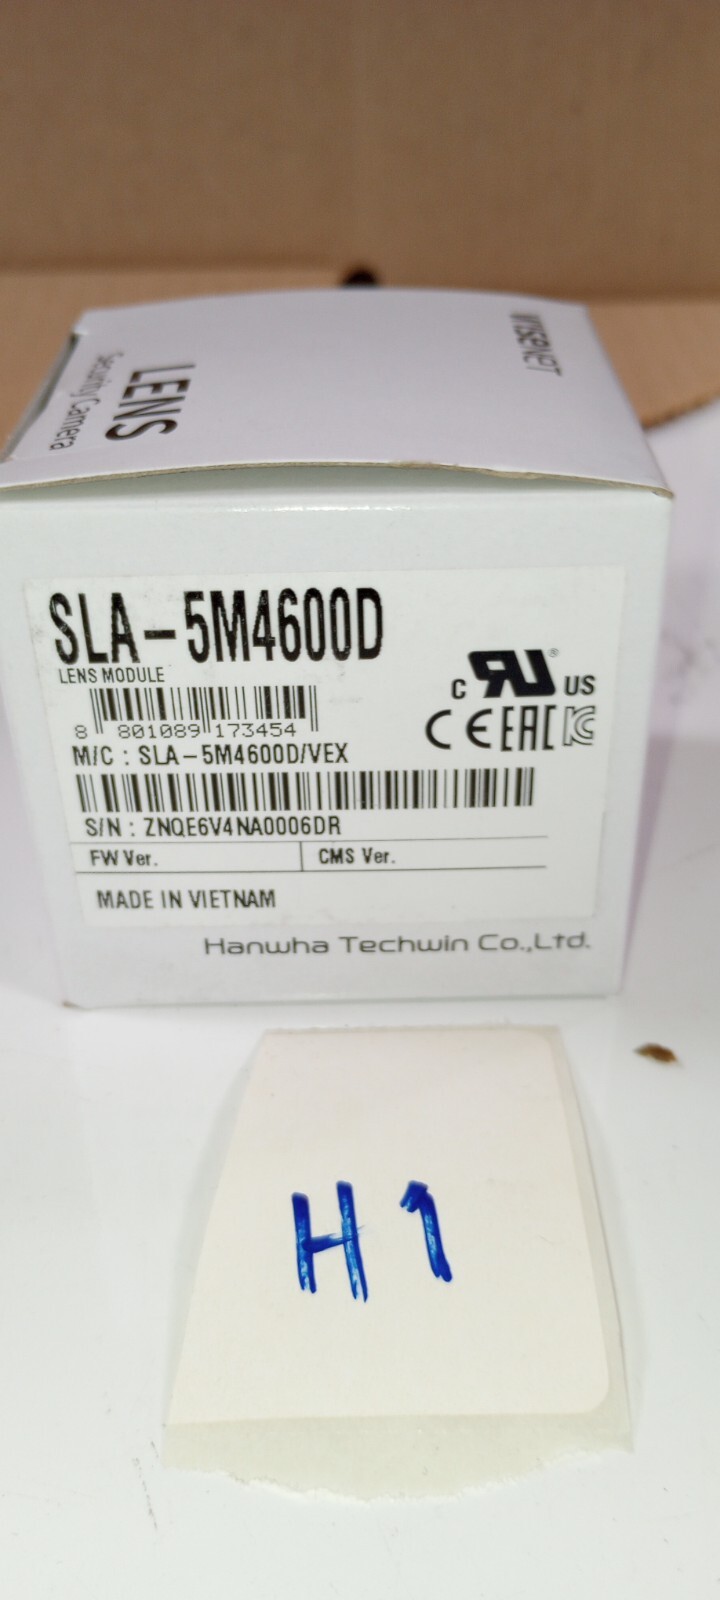 WISENET
LENS
Security Camera
SLA-5M4600D
LENS MODULE
8 801089 173454
M/C : SLA-5M4600D/VEX
S/N : ZNQE6V4NA0006DR
FW Ver.
CMS Ver.
MADE IN VIETNAM
C RU ® US
CE EAC KC
Hanwha Techwin Co.,Ltd.
H1